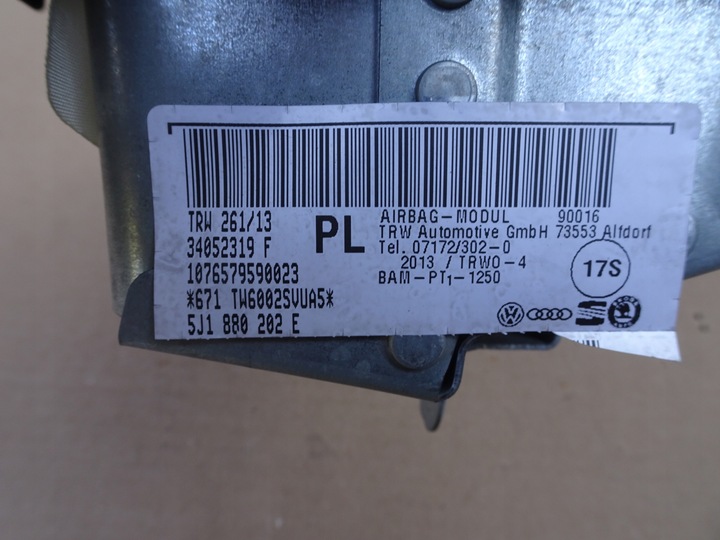 TRW 261/13
34052319 F
1076579590023
*671 TW6002SVUA5*
5J1 880 202 E
PL
AIRBAG-MODUL 90016
TRW Automotive GmbH 73553 Alfdorf
Tel. 07172/302-0
2013 / TRWO-4
BAM-PT1-1250
17S